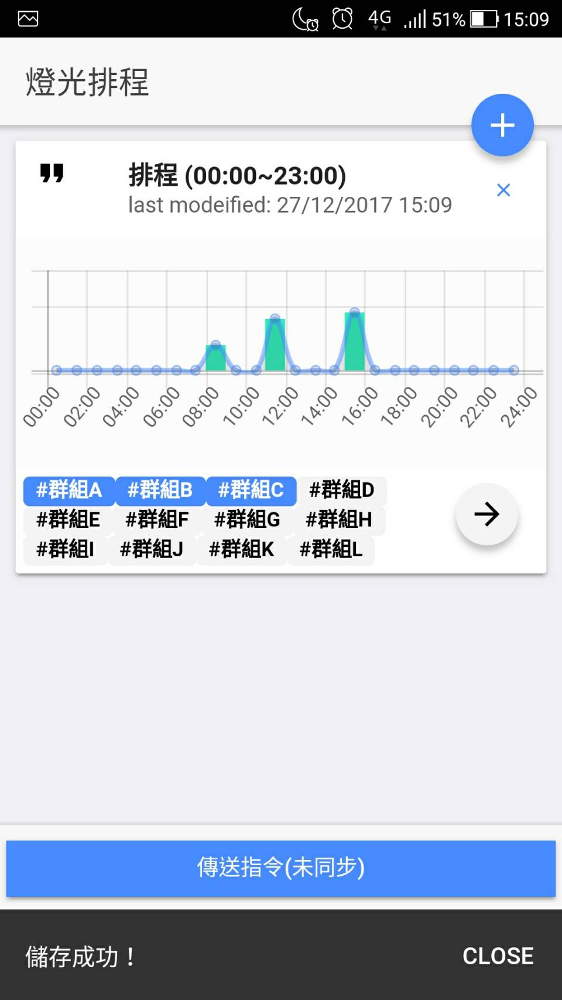 4G 51% 15:09
燈光排程
排程 (00:00~23:00)
last modeified: 27/12/2017 15:09
00:00 02:00 04:00 06:00 08:00 10:00 12:00 14:00 16:00 18:00 20:00 22:00 24:00
#群組A #群組B #群組C #群組D
#群組E #群組F #群組G #群組H
#群組I #群組J #群組K #群組L
傳送指令(未同步)
儲存成功！ CLOSE